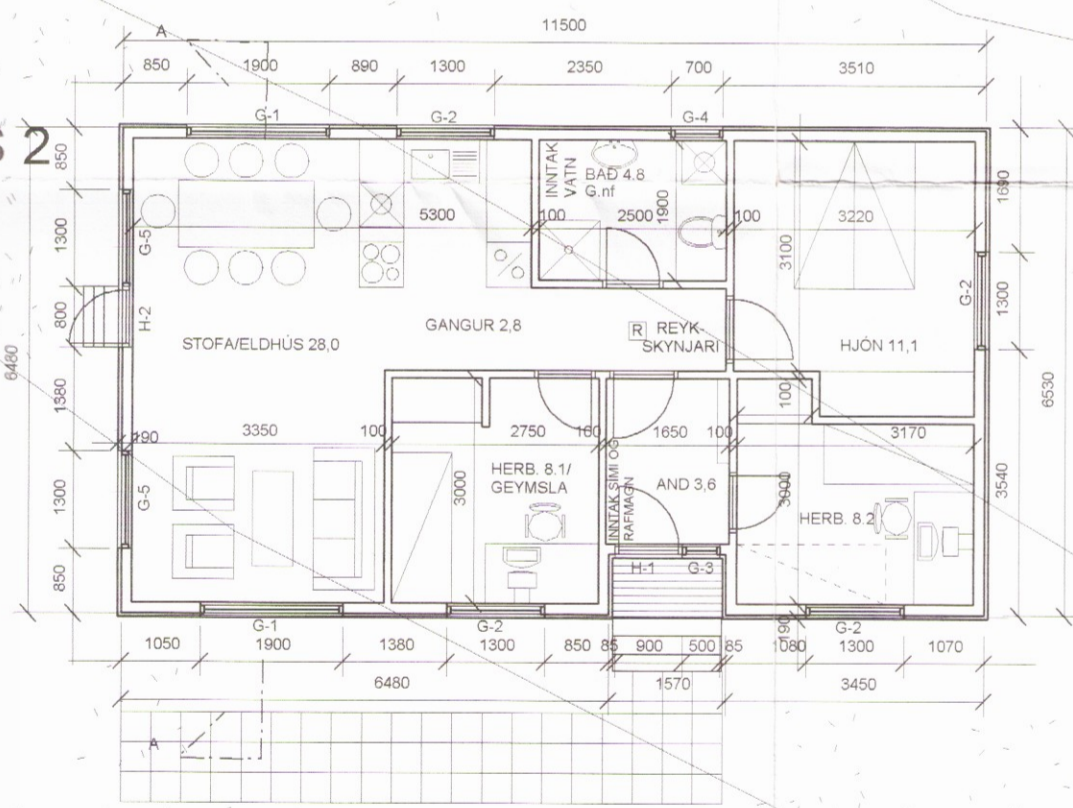 11500
A
850 1900 890 1300 2350 700 3510
G-1 G-2 G-4
2
850
1300
800
1380
1300
850
6480
G-5
H-2
G-5
INNTAK
VATN
BAÐ 4.8
G.nf
1900
5300 100 2500 100 3220
3100
G-2
1690
1300
3540
6530
STOFA/ELDHÚS 28,0
GANGUR 2,8
R REYK-
SKYNJARI
HJÓN 11,1
100
190 3350 100 2750 100 1650 100 3170
3000
HERB. 8.1/
GEYMSLA
INNTAK SÍMI OG
RAFMAGN
AND 3,6
3000
HERB. 8.2
H-1 G-3
G-1 G-2 G-2
190
1050 1900 1380 1300 850 85 900 500 85 1080 1300 1070
6480 1570 3450
A